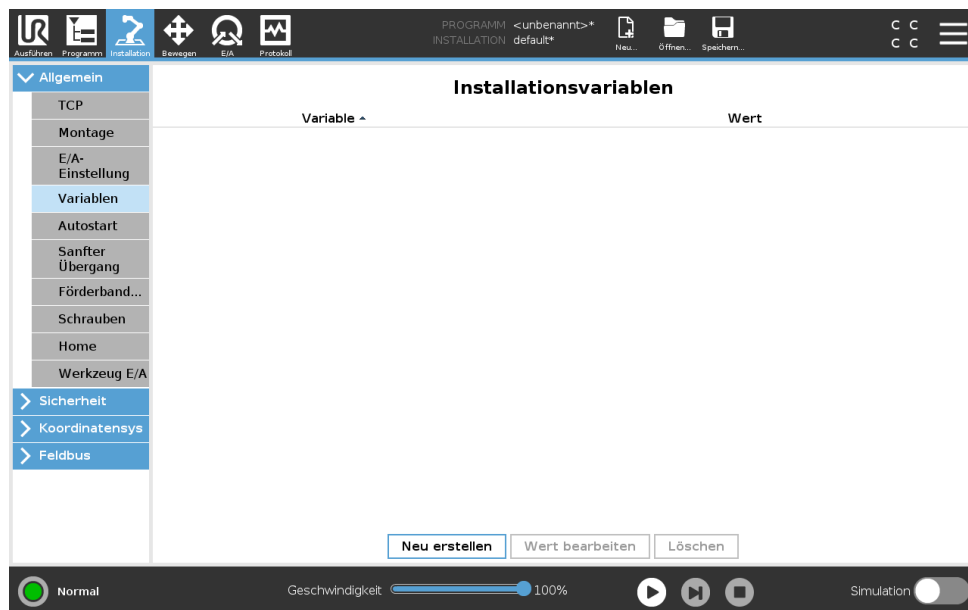 PROGRAMM <unbenannt>*
INSTALLATION default*
Ausführen
Programm
Installation
Bewegen
E/A
Protokoll
Neu...
Öffnen...
Speichern...
C C
C C
Allgemein
TCP
Montage
E/A-
Einstellung
Variablen
Autostart
Sanfter
Übergang
Förderband...
Schrauben
Home
Werkzeug E/A
Sicherheit
Koordinatensys
Feldbus
Installationsvariablen
Variable
Wert
Neu erstellen
Wert bearbeiten
Löschen
Normal
Geschwindigkeit
100%
Simulation